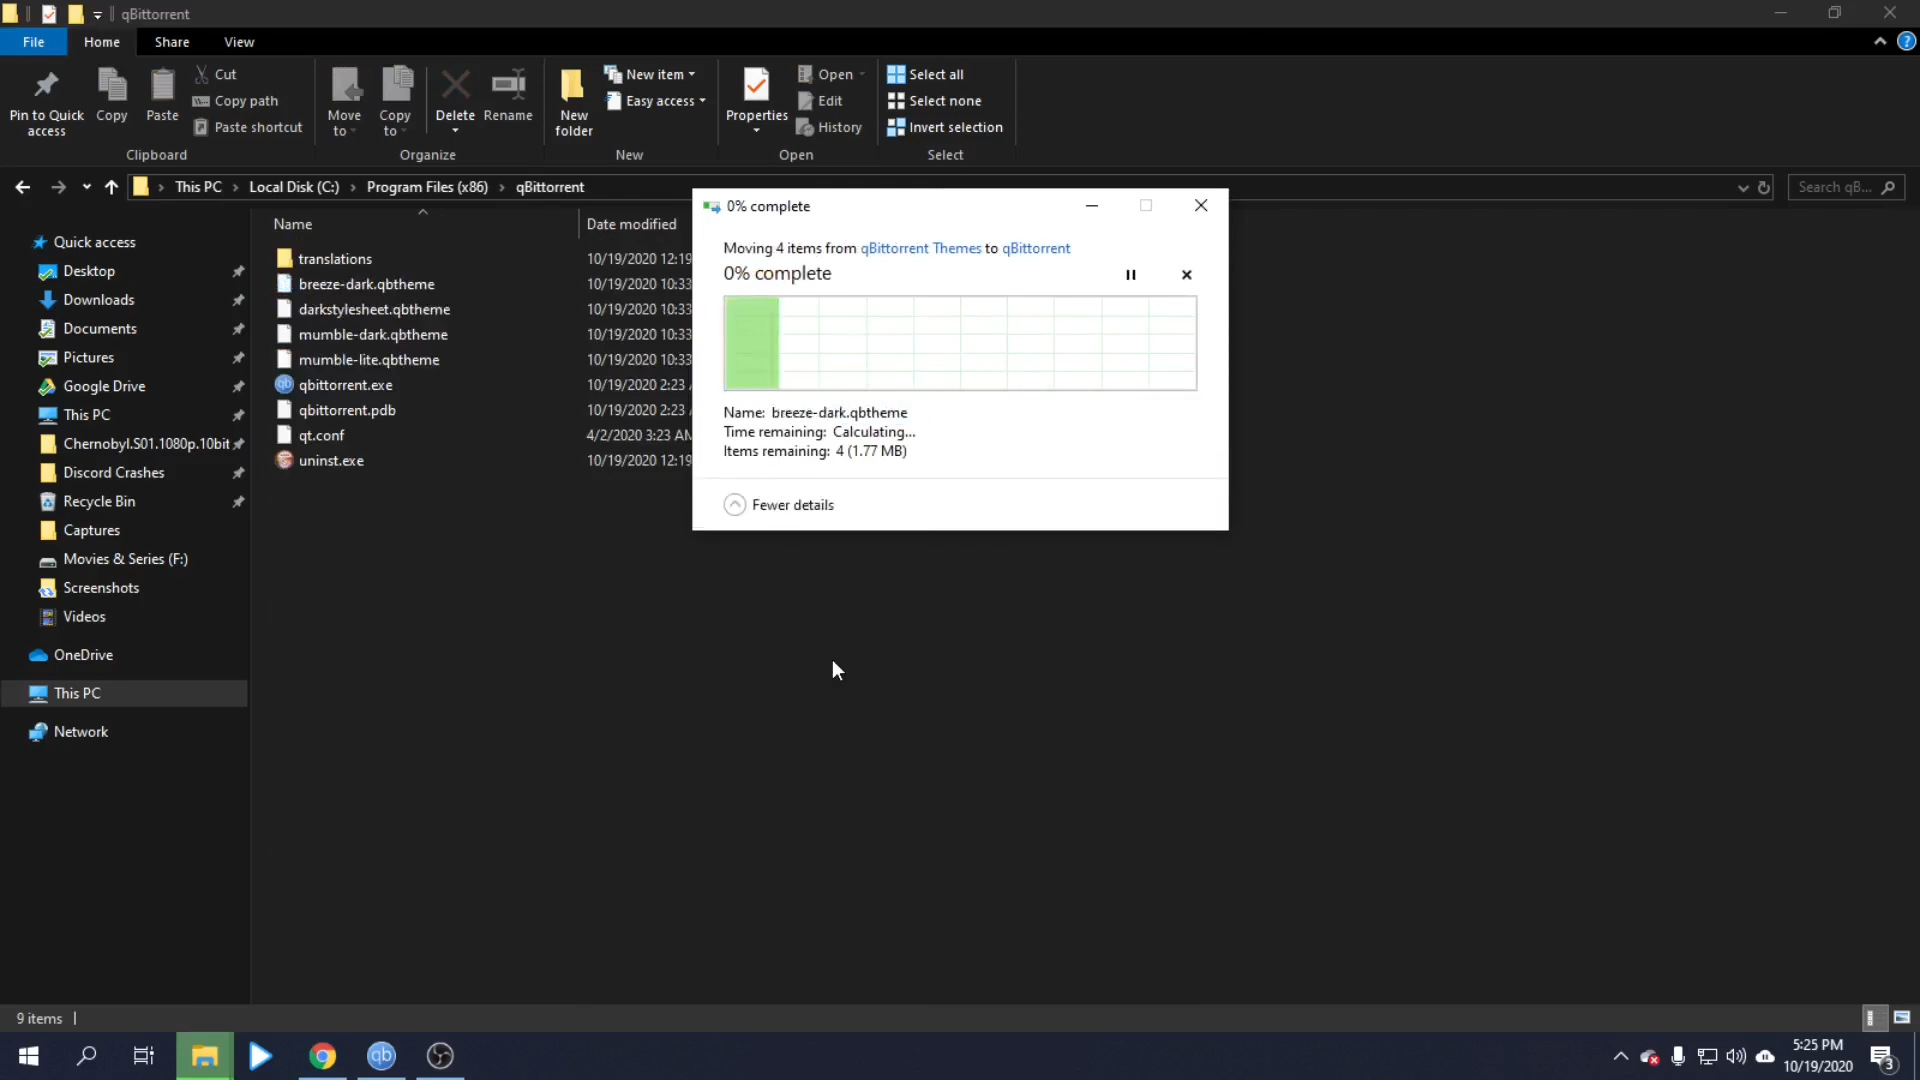 qBittorrent
File
Home
Share
View
Pin to Quick access
Copy
Paste
Cut
Copy path
Paste shortcut
Clipboard
Move to
Copy to
Delete
Rename
Organize
New folder
New item
Easy access
New
Properties
Open
Edit
History
Open
Select all
Select none
Invert selection
Select
This PC > Local Disk (C:) > Program Files (x86) > qBittorrent
Search qB...
Name
Date modified
Quick access
Desktop
Downloads
Documents
Pictures
Google Drive
This PC
Chernobyl.S01.1080p.10bit
Discord Crashes
Recycle Bin
Captures
Movies & Series (F:)
Screenshots
Videos
OneDrive
This PC
Network
translations 10/19/2020 12:19
breeze-dark.qbtheme 10/19/2020 10:33
darkstylesheet.qbtheme 10/19/2020 10:33
mumble-dark.qbtheme 10/19/2020 10:33
mumble-lite.qbtheme 10/19/2020 10:33
qbittorrent.exe 10/19/2020 2:23
qbittorrent.pdb 10/19/2020 2:23
qt.conf 4/2/2020 3:23 AM
uninst.exe 10/19/2020 12:19
0% complete
Moving 4 items from qBittorrent Themes to qBittorrent
0% complete
Name: breeze-dark.qbtheme
Time remaining: Calculating...
Items remaining: 4 (1.77 MB)
Fewer details
9 items
qb
5:25 PM
10/19/2020
3